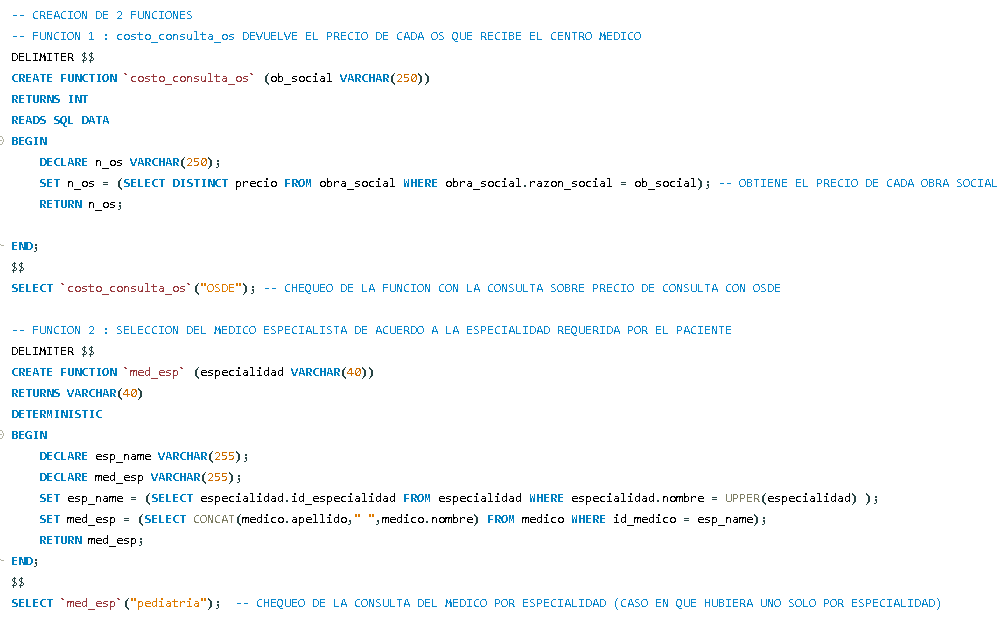 -- CREACION DE 2 FUNCIONES
-- FUNCION 1 : costo_consulta_os DEVUELVE EL PRECIO DE CADA OS QUE RECIBE EL CENTRO MEDICO
DELIMITER $$
CREATE FUNCTION `costo_consulta_os` (ob_social VARCHAR(250))
RETURNS INT
READS SQL DATA
BEGIN
    DECLARE n_os VARCHAR(250);
    SET n_os = (SELECT DISTINCT precio FROM obra_social WHERE obra_social.razon_social = ob_social); -- OBTIENE EL PRECIO DE CADA OBRA SOCIAL
    RETURN n_os;
END;
$$
SELECT `costo_consulta_os`("OSDE"); -- CHEQUEO DE LA FUNCION CON LA CONSULTA SOBRE PRECIO DE CONSULTA CON OSDE
-- FUNCION 2 : SELECCION DEL MEDICO ESPECIALISTA DE ACUERDO A LA ESPECIALIDAD REQUERIDA POR EL PACIENTE
DELIMITER $$
CREATE FUNCTION `med_esp` (especialidad VARCHAR(40))
RETURNS VARCHAR(40)
DETERMINISTIC
BEGIN
    DECLARE esp_name VARCHAR(255);
    DECLARE med_esp VARCHAR(255);
    SET esp_name = (SELECT especialidad.id_especialidad FROM especialidad WHERE especialidad.nombre = UPPER(especialidad) );
    SET med_esp = (SELECT CONCAT(medico.apellido," ",medico.nombre) FROM medico WHERE id_medico = esp_name);
    RETURN med_esp;
END;
$$
SELECT `med_esp`("pediatria");  -- CHEQUEO DE LA CONSULTA DEL MEDICO POR ESPECIALIDAD (CASO EN QUE HUBIERA UNO SOLO POR ESPECIALIDAD)